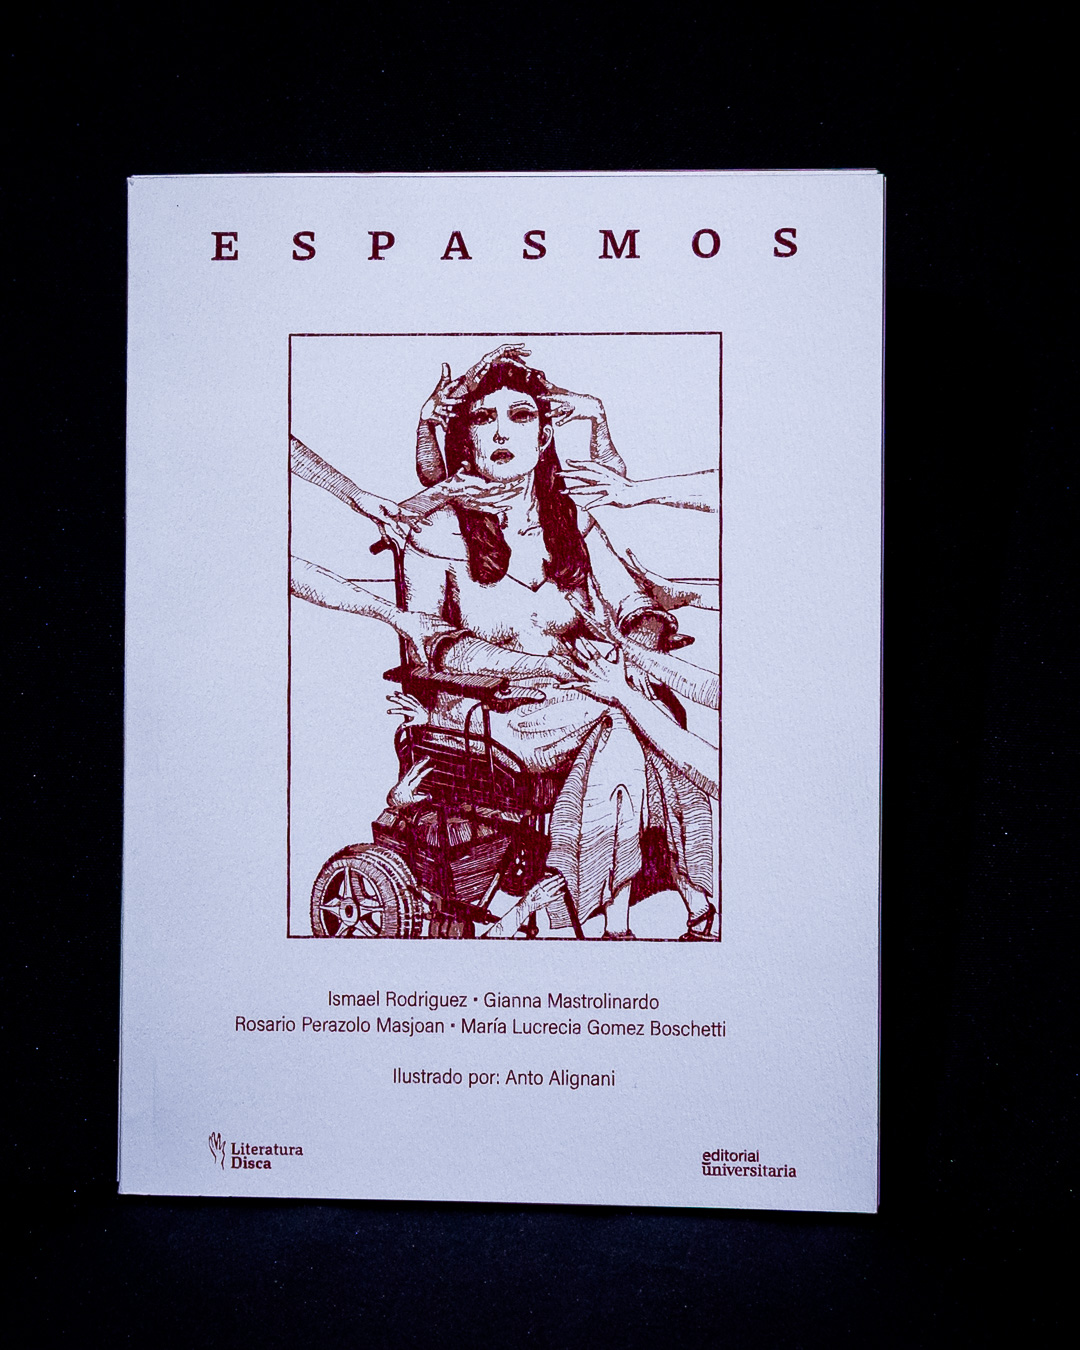 ESPASMOS
Ismael Rodriguez • Gianna Mastrolinardo
Rosario Perazolo Masjoan • María Lucrecia Gomez Boschetti
Ilustrado por: Anto Alignani
Literatura
Disca
editorial
universitaria